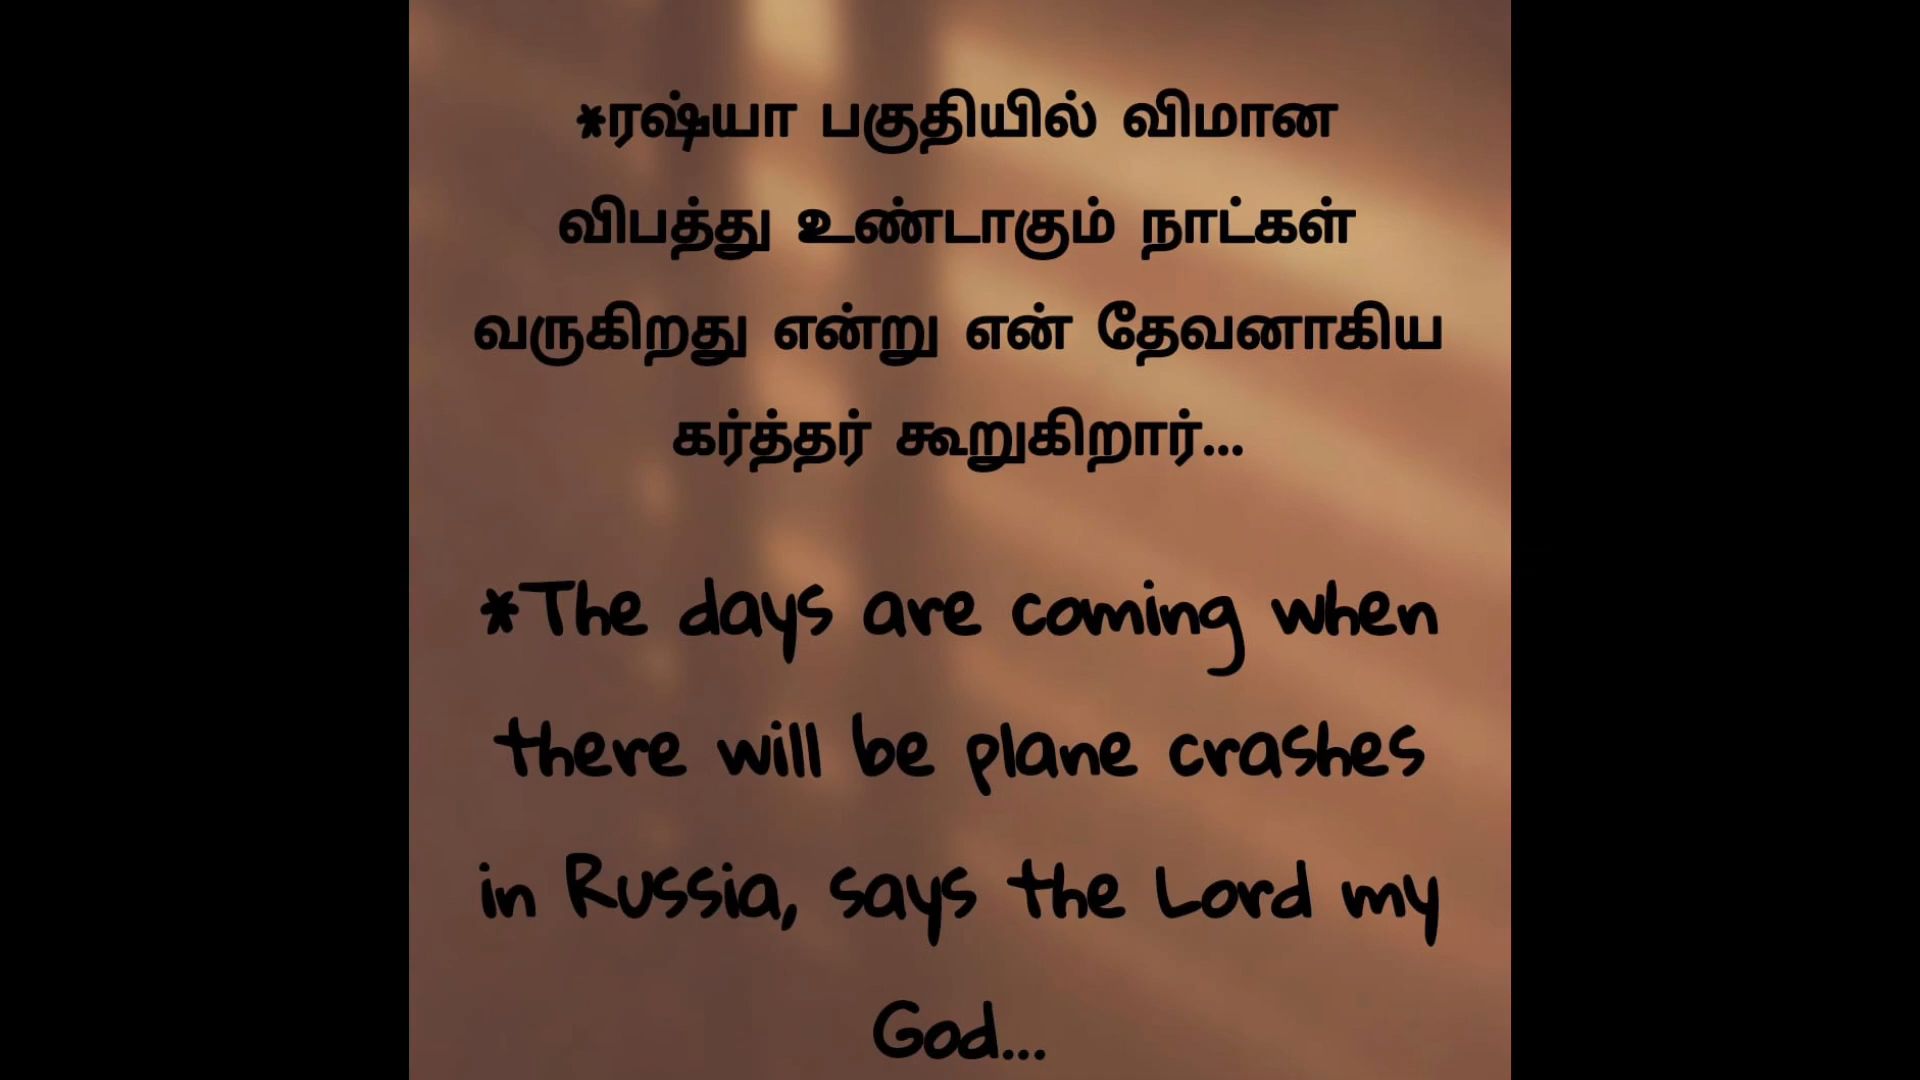 *ரஷ்யா பகுதியில் விமான
விபத்து உண்டாகும் நாட்கள்
வருகிறது என்று என் தேவனாகிய
கர்த்தர் கூறுகிறார்...
*The days are coming when
there will be plane crashes
in Russia, says the Lord my
God...